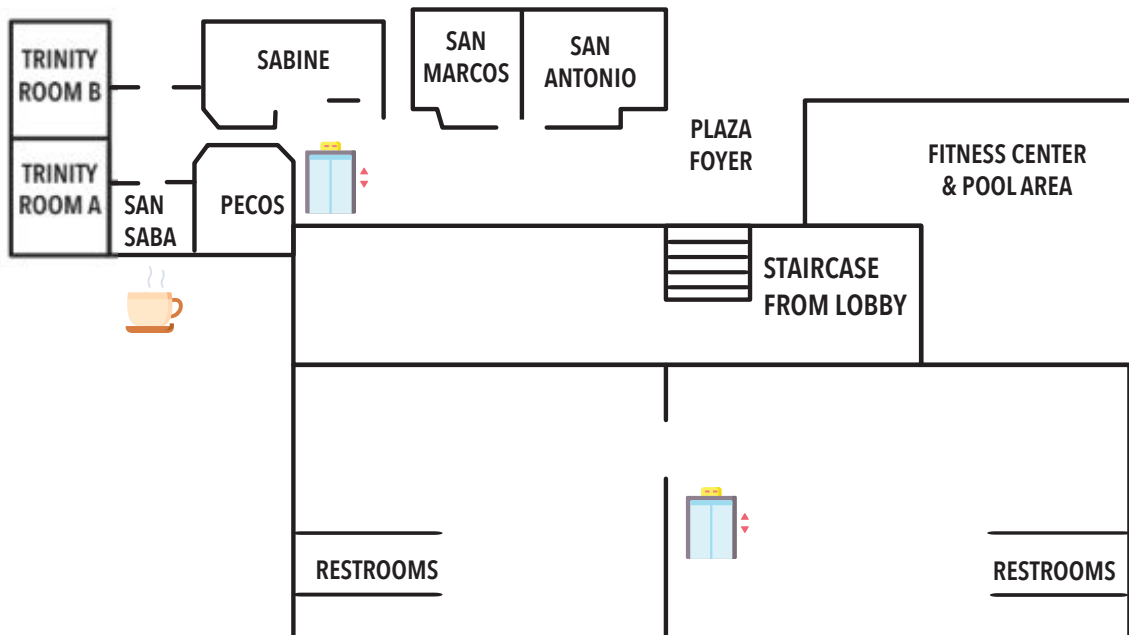 TRINITY
ROOM B
SABINE
SAN
MARCOS
SAN
ANTONIO
PLAZA
FOYER
FITNESS CENTER
& POOL AREA
TRINITY
ROOM A
SAN
SABA
PECOS
STAIRCASE
FROM LOBBY
RESTROOMS
RESTROOMS